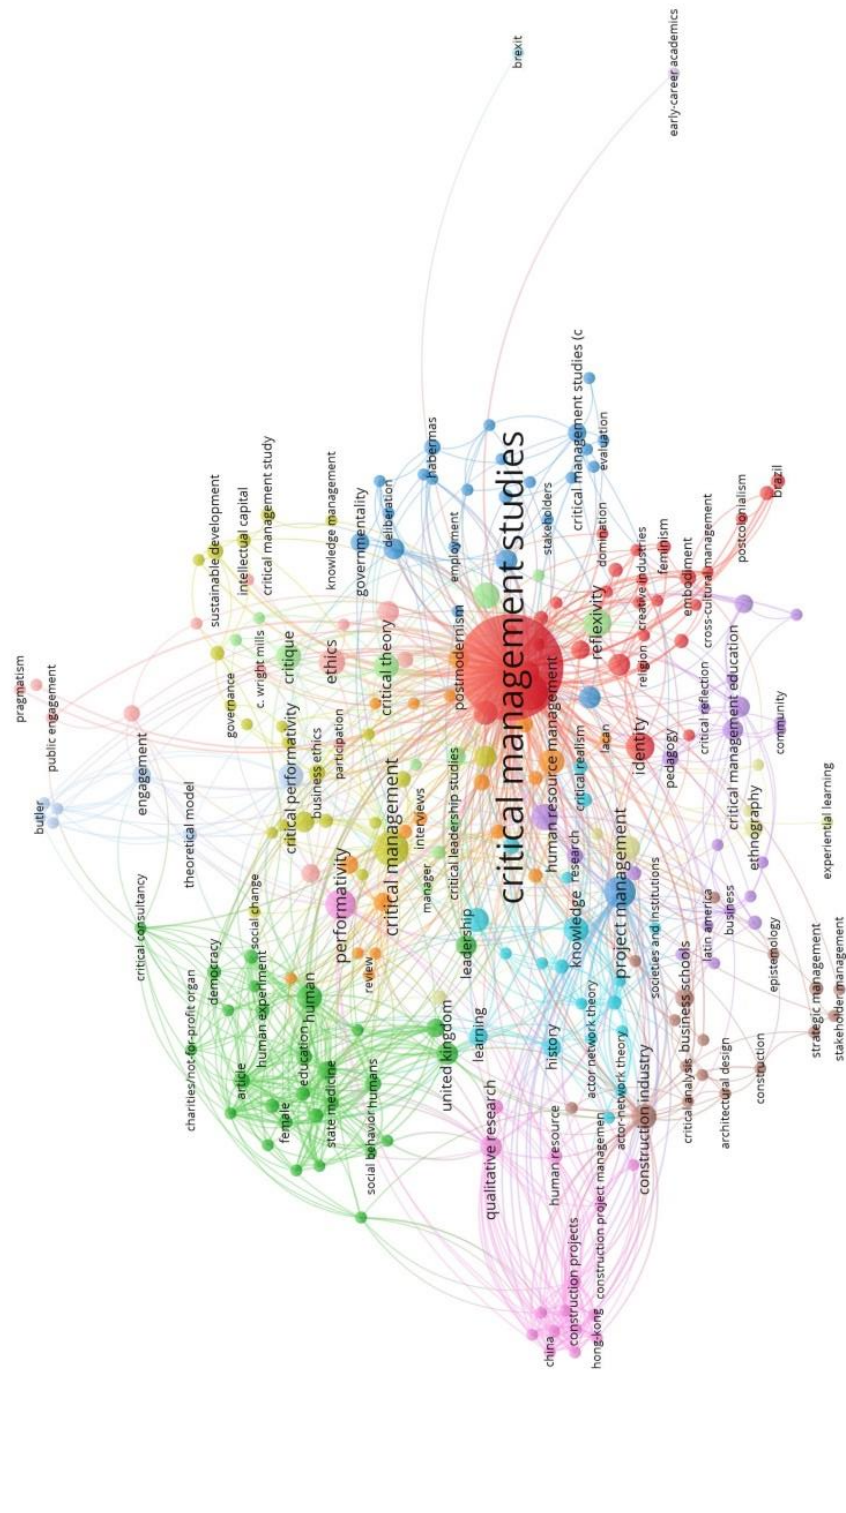 brexit
early-career academics
pragmatism
public engagement
butler
engagement
theoretical model
critical consultancy
charities/not-for-profit organ
democracy
social change
human experiment
article
human
education
female
state medicine
humans
social behavior
sustainable development
intellectual capital
critical management study
knowledge management
governmentality
deliberation
habermas
employment
c. wright mills
governance
critique
ethics
critical theory
postmodernism
critical performativity
business ethics
participation
performativity
critical management
interviews
manager
critical leadership studies
review
leadership
united kingdom
learning
critical management studies
critical management studies (c
evaluation
stakeholders
domination
creative industries
feminism
embodiment
cross-cultural management
postcolonialism
brazil
reflexivity
religion
human resource management
critical realism
lacan
identity
pedagogy
critical reflection
critical management education
community
ethnography
experiential learning
research
knowledge
project management
societies and institutions
latin america
business
epistemology
business schools
strategic management
stakeholder management
history
actor network theory
actor-network theory
construction industry
critical analysis
architectural design
construction
qualitative research
human resource
construction project managemen
construction projects
china
hong-kong